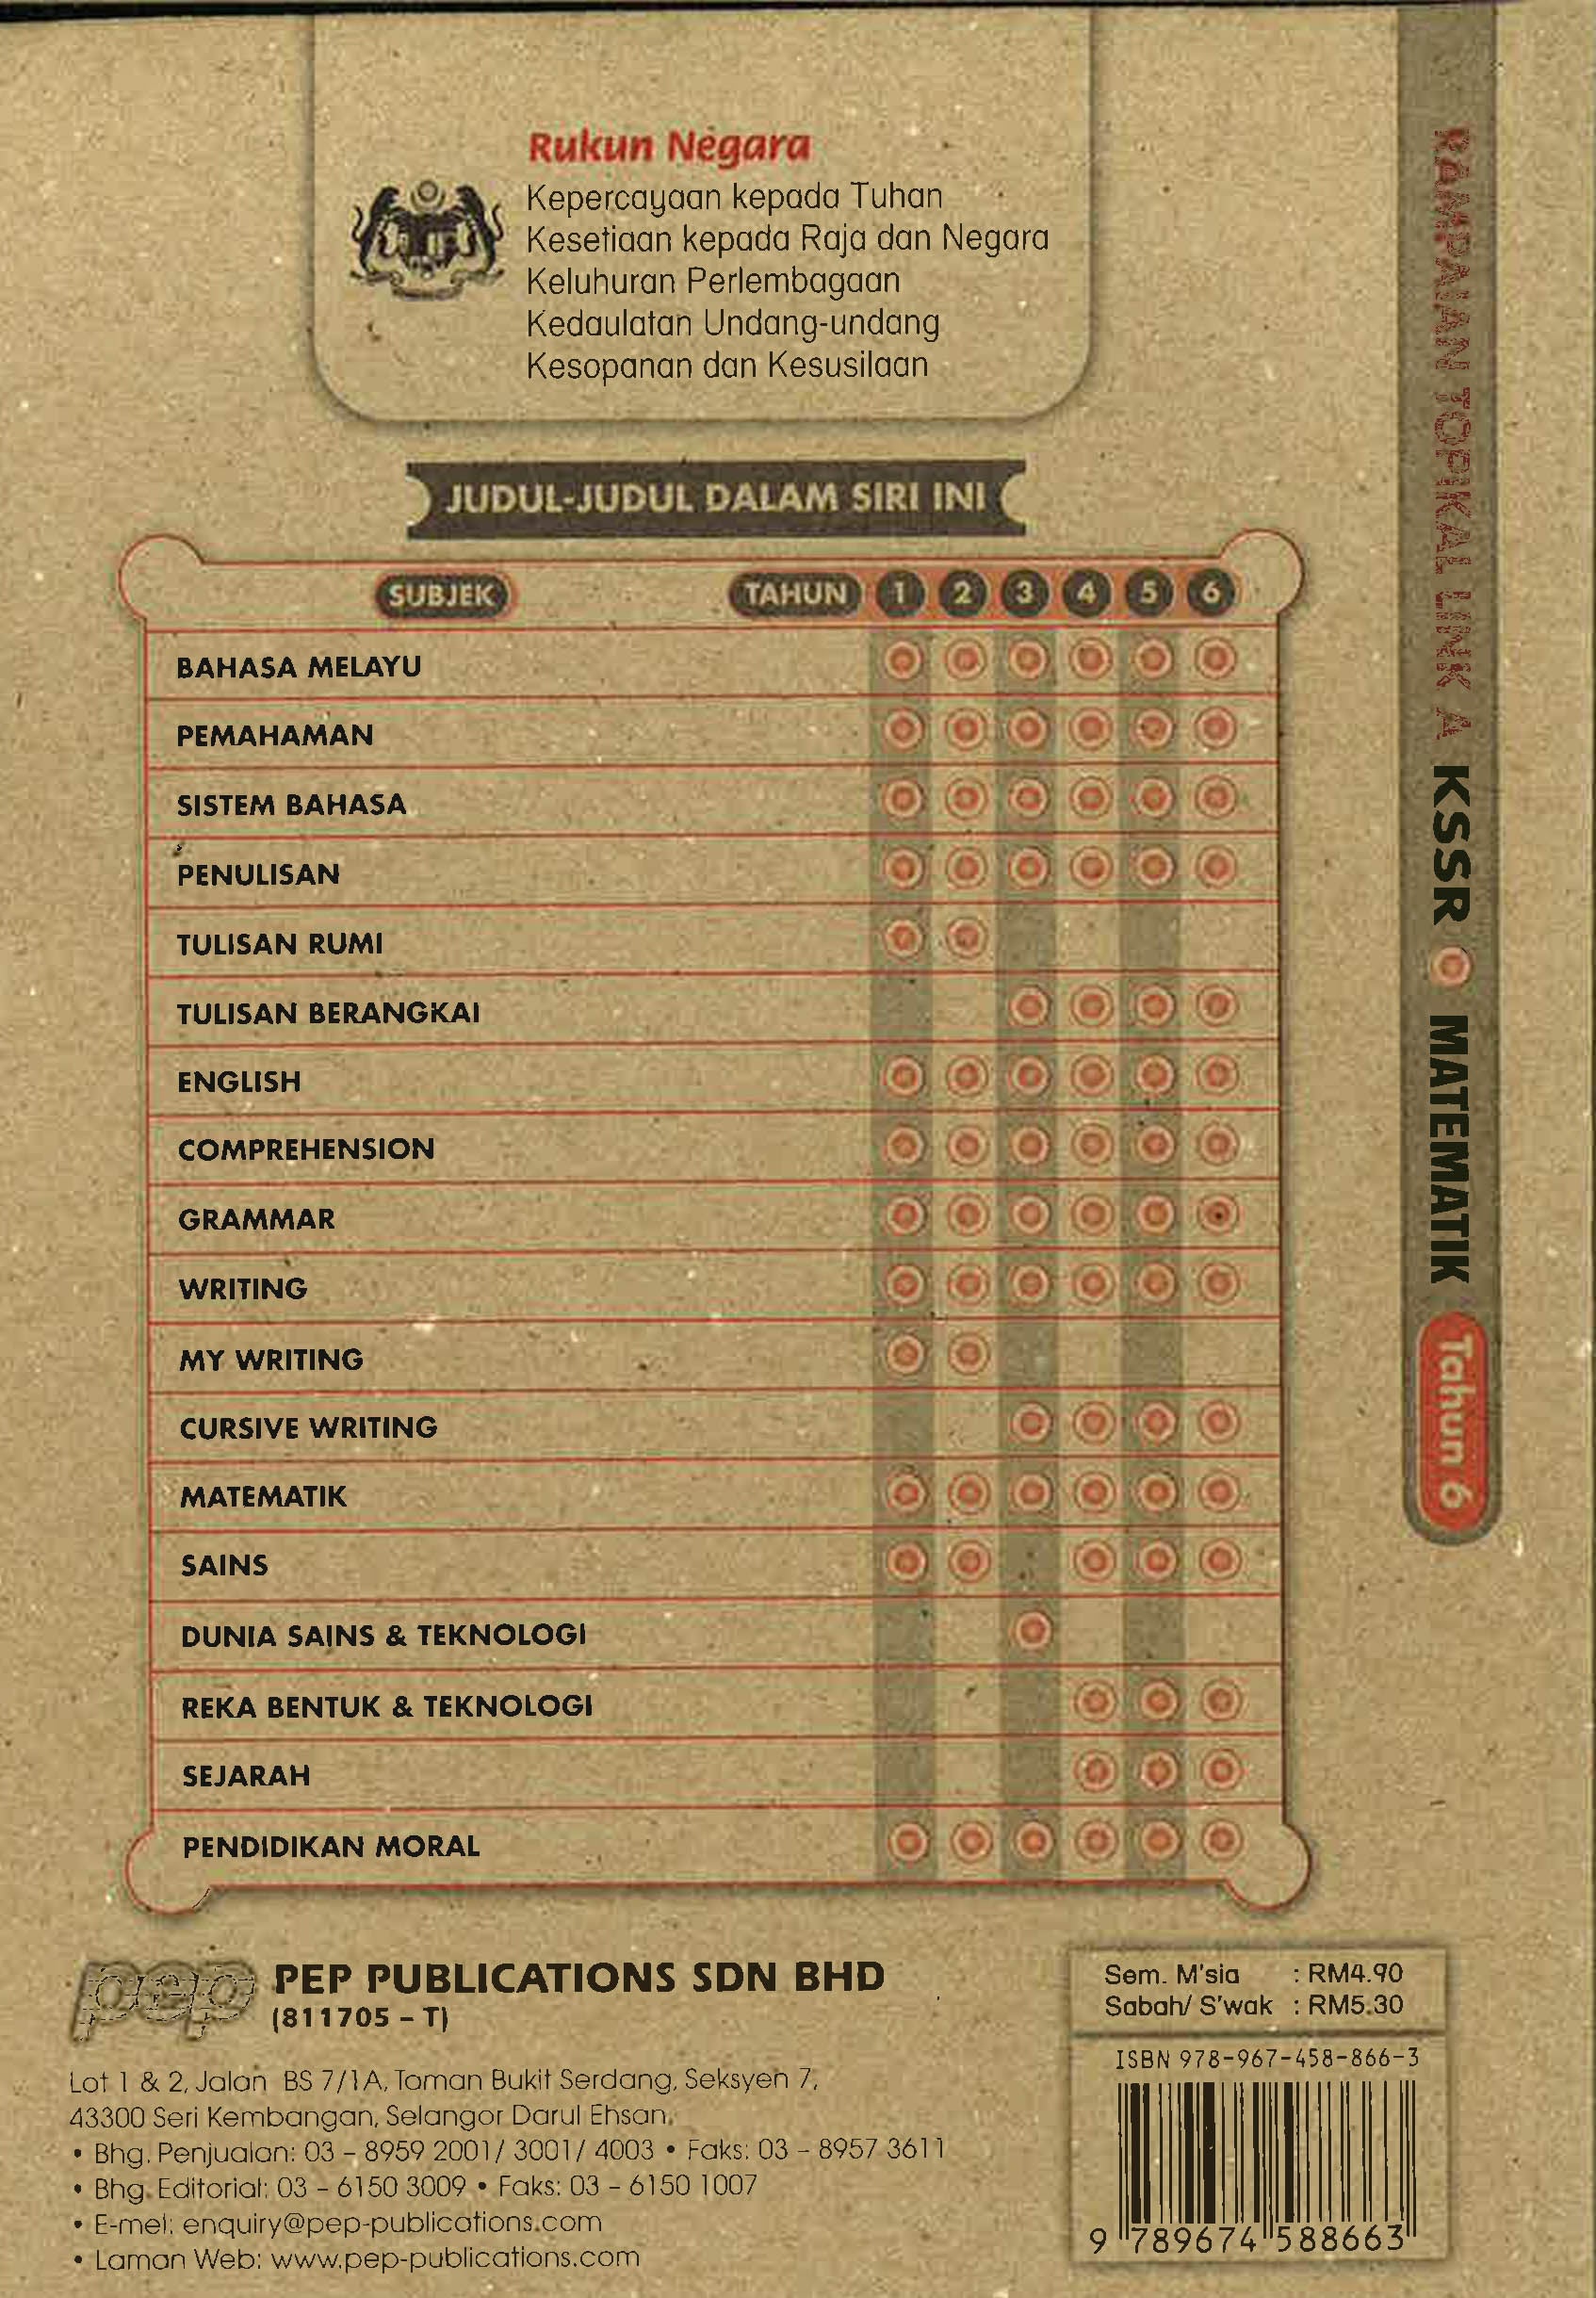 Rukun Negara
Kepercayaan kepada Tuhan
Kesetiaan kepada Raja dan Negara
Keluhuran Perlembagaan
Kedaulatan Undang-undang
Kesopanan dan Kesusilaan
JUDUL-JUDUL DALAM SIRI INI
SUBJEK TAHUN 1 2 3 4 5 6
BAHASA MELAYU
PEMAHAMAN
SISTEM BAHASA
PENULISAN
TULISAN RUMI
TULISAN BERANGKAI
ENGLISH
COMPREHENSION
GRAMMAR
WRITING
MY WRITING
CURSIVE WRITING
MATEMATIK
SAINS
DUNIA SAINS & TEKNOLOGI
REKA BENTUK & TEKNOLOGI
SEJARAH
PENDIDIKAN MORAL
pep PEP PUBLICATIONS SDN BHD
(811705 – T)
Lot 1 & 2, Jalan BS 7/1A, Taman Bukit Serdang, Seksyen 7,
43300 Seri Kembangan, Selangor Darul Ehsan.
• Bhg. Penjualan: 03 – 8959 2001/ 3001/ 4003 • Faks: 03 – 8957 3611
• Bhg. Editorial: 03 – 6150 3009 • Faks: 03 – 6150 1007
• E-mel: enquiry@pep-publications.com
• Laman Web: www.pep-publications.com
Sem. M'sia : RM4.90
Sabah/ S'wak : RM5.30
ISBN 978-967-458-866-3
9 789674 588663
RAMPAIAN TOPIKAL LINK A KSSR MATEMATIK Tahun 6